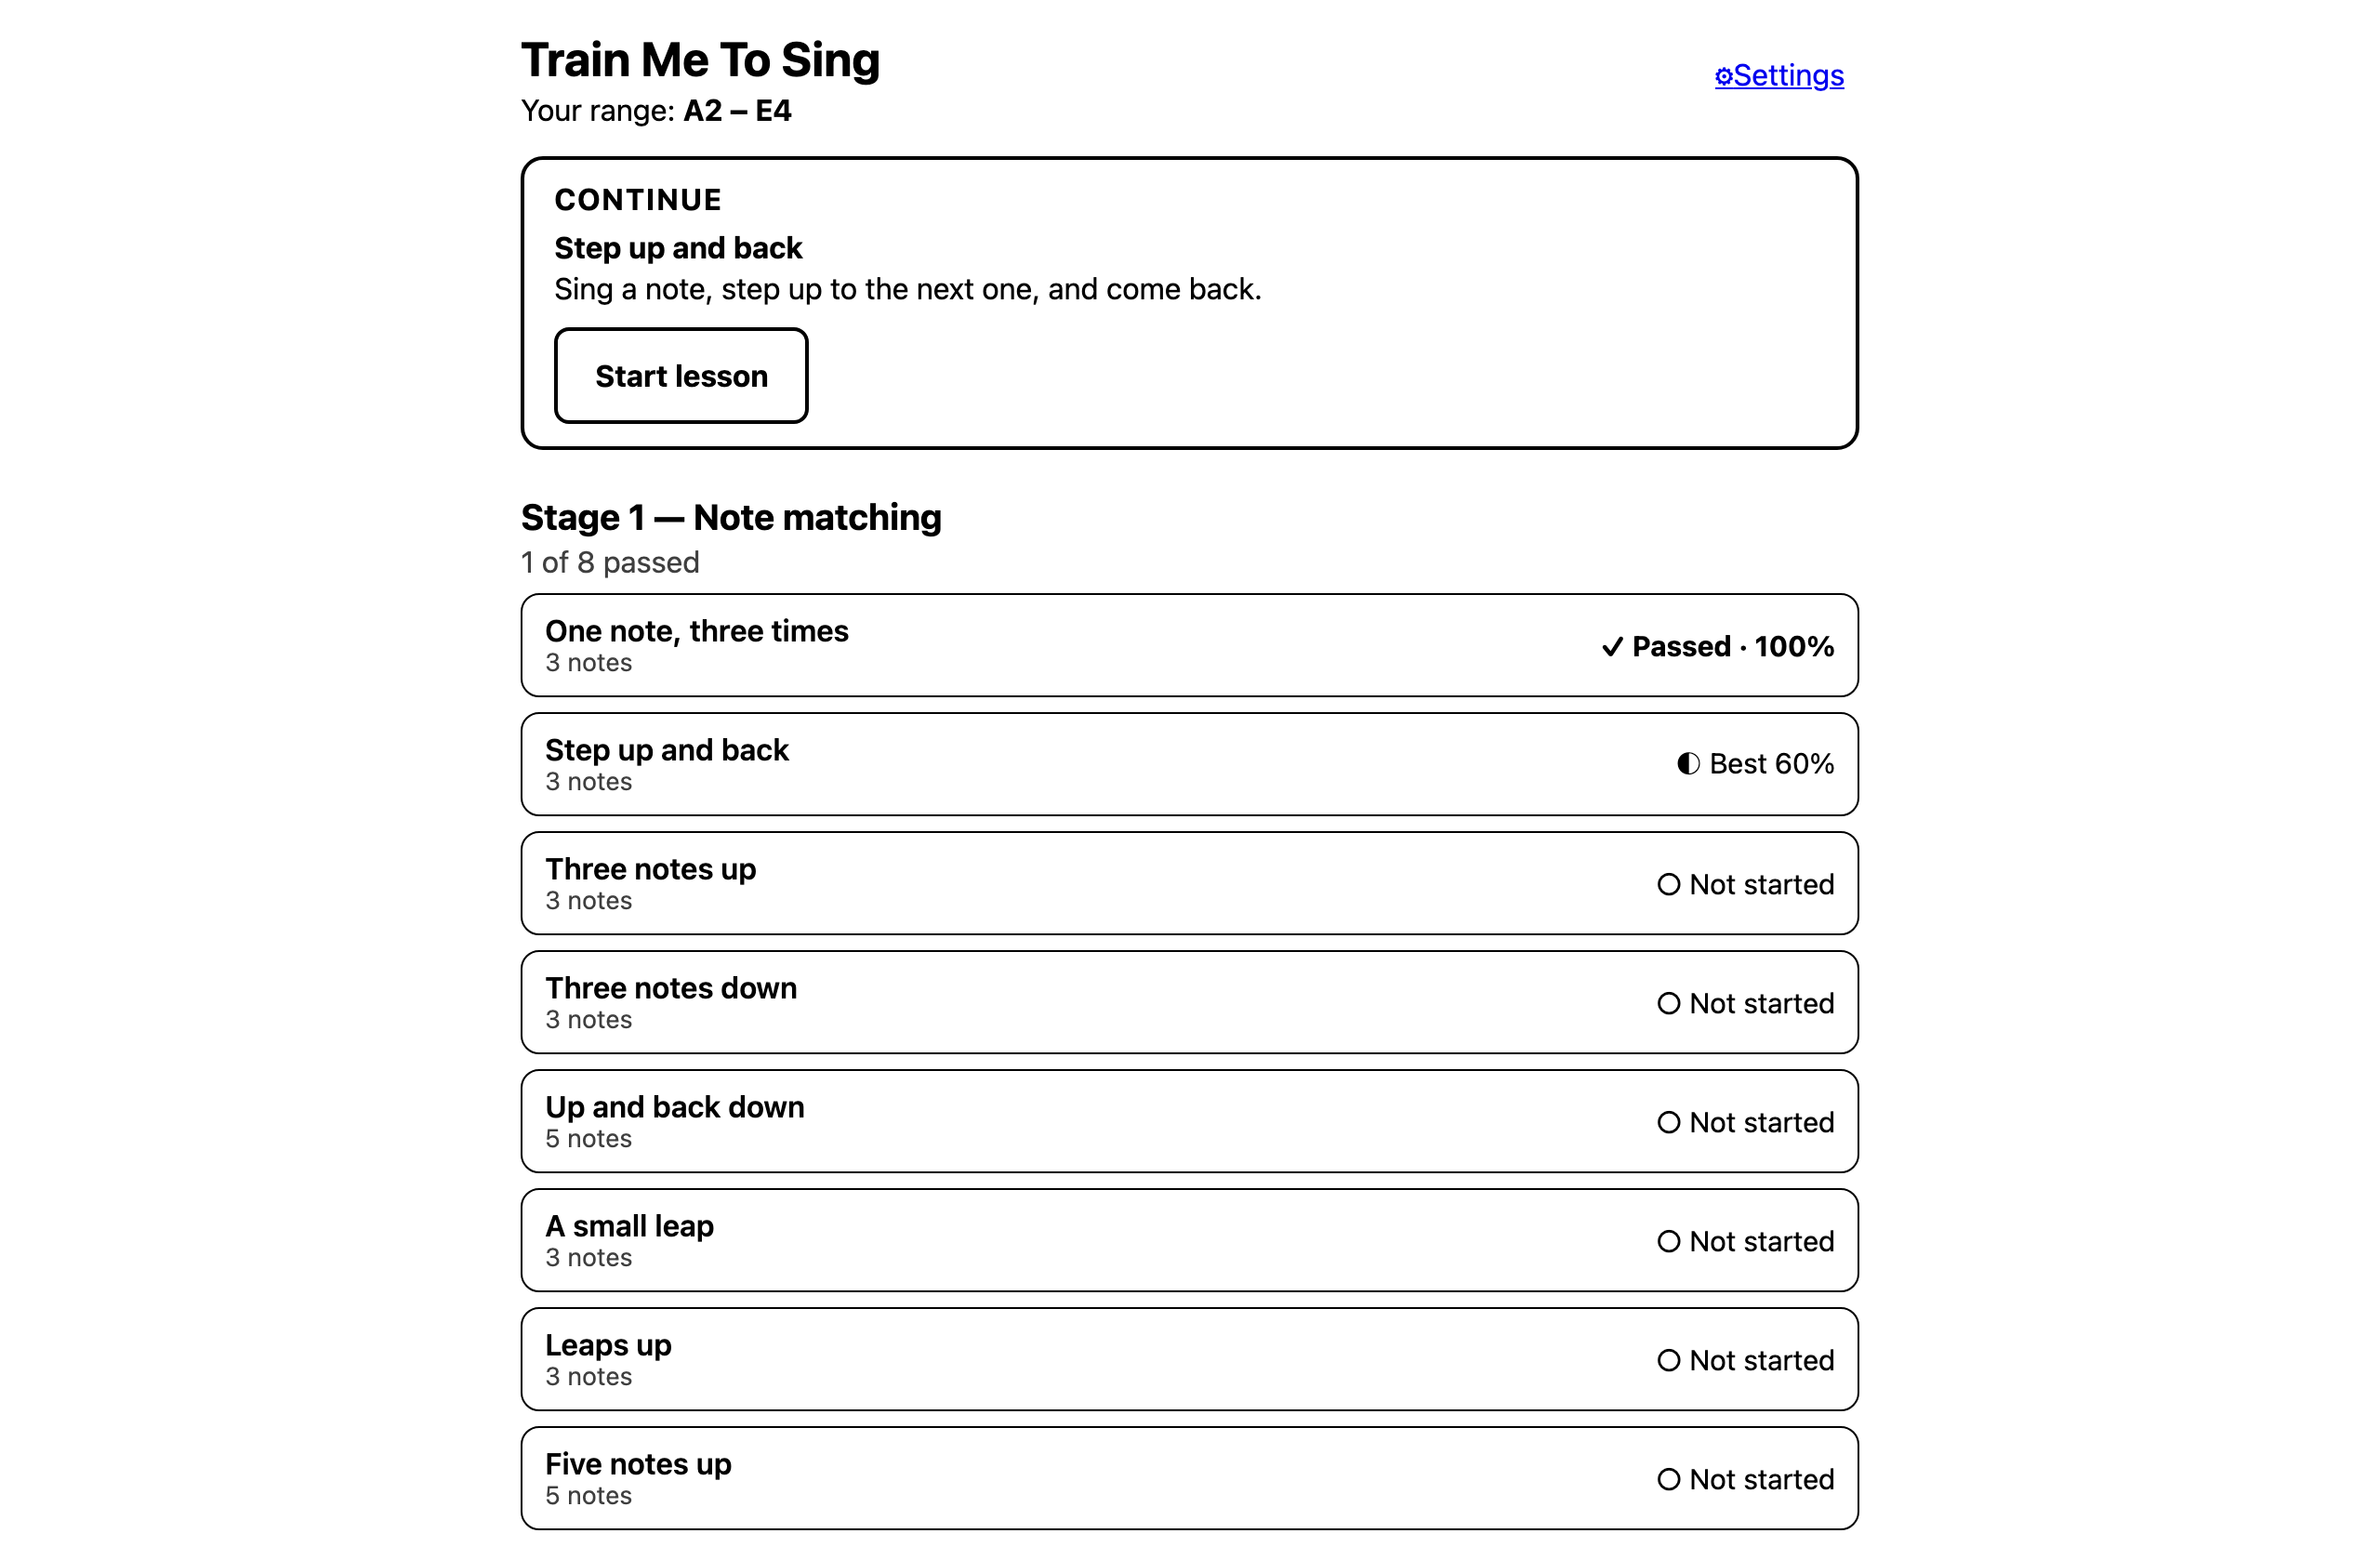 Train Me To Sing
⚙Settings
Your range: A2 – E4
CONTINUE
Step up and back
Sing a note, step up to the next one, and come back.
Start lesson
Stage 1 — Note matching
1 of 8 passed
One note, three times
3 notes
✓ Passed · 100%
Step up and back
3 notes
◐ Best 60%
Three notes up
3 notes
○ Not started
Three notes down
3 notes
○ Not started
Up and back down
5 notes
○ Not started
A small leap
3 notes
○ Not started
Leaps up
3 notes
○ Not started
Five notes up
5 notes
○ Not started